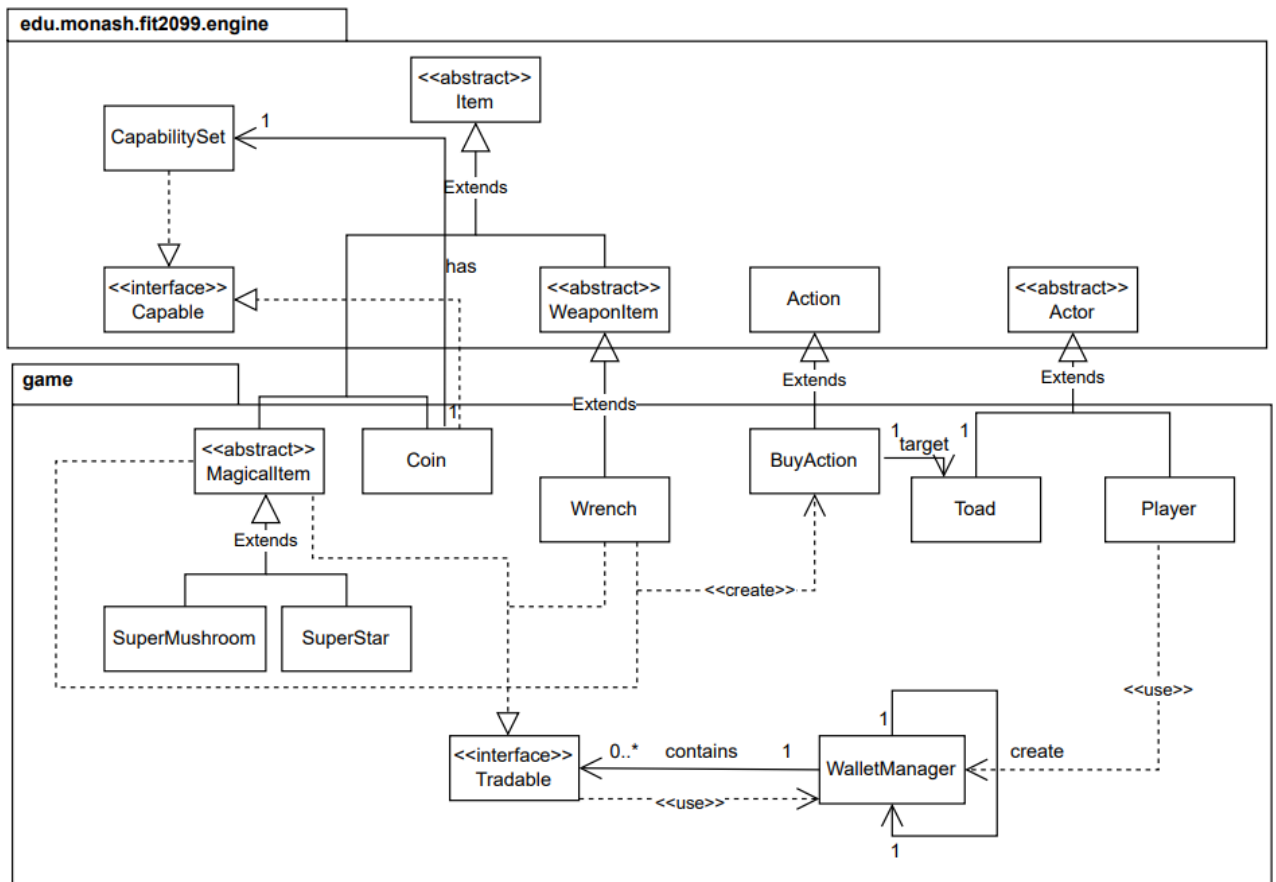 edu.monash.fit2099.engine
<<abstract>>
Item
CapabilitySet
1
Extends
has
<<interface>>
Capable
<<abstract>>
WeaponItem
Action
<<abstract>>
Actor
game
Extends
Extends
Extends
1
<<abstract>>
MagicalItem
Coin
BuyAction
1
target
1
Wrench
Toad
Player
Extends
<<create>>
SuperMushroom
SuperStar
<<use>>
1
<<interface>>
Tradable
0..*
contains
1
WalletManager
create
<<use>>
1